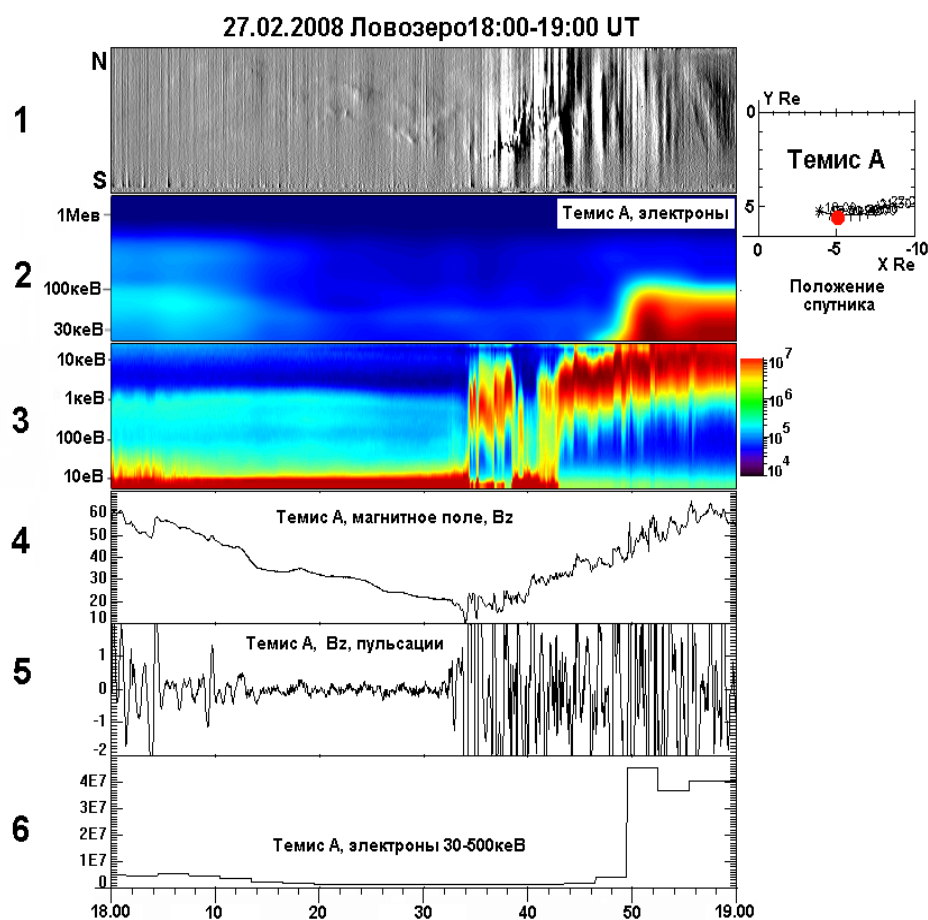 27.02.2008 Ловозеро18:00-19:00 UT
N
1
S
0
Y Re
Темис А
5
0
-5
-10
X Re
Положение
спутника
2
1Мев
100кеВ
30кеВ
Темис А, электроны
3
10кеВ
1кеВ
100еВ
10еВ
10^7
10^6
10^5
10^4
4
60
50
40
30
20
10
Темис А, магнитное поле, Bz
5
1
0
-1
-2
Темис А, Bz, пульсации
6
4E7
3E7
2E7
1E7
0
Темис А, электроны 30-500кеВ
18.00
10
20
30
40
50
19.00